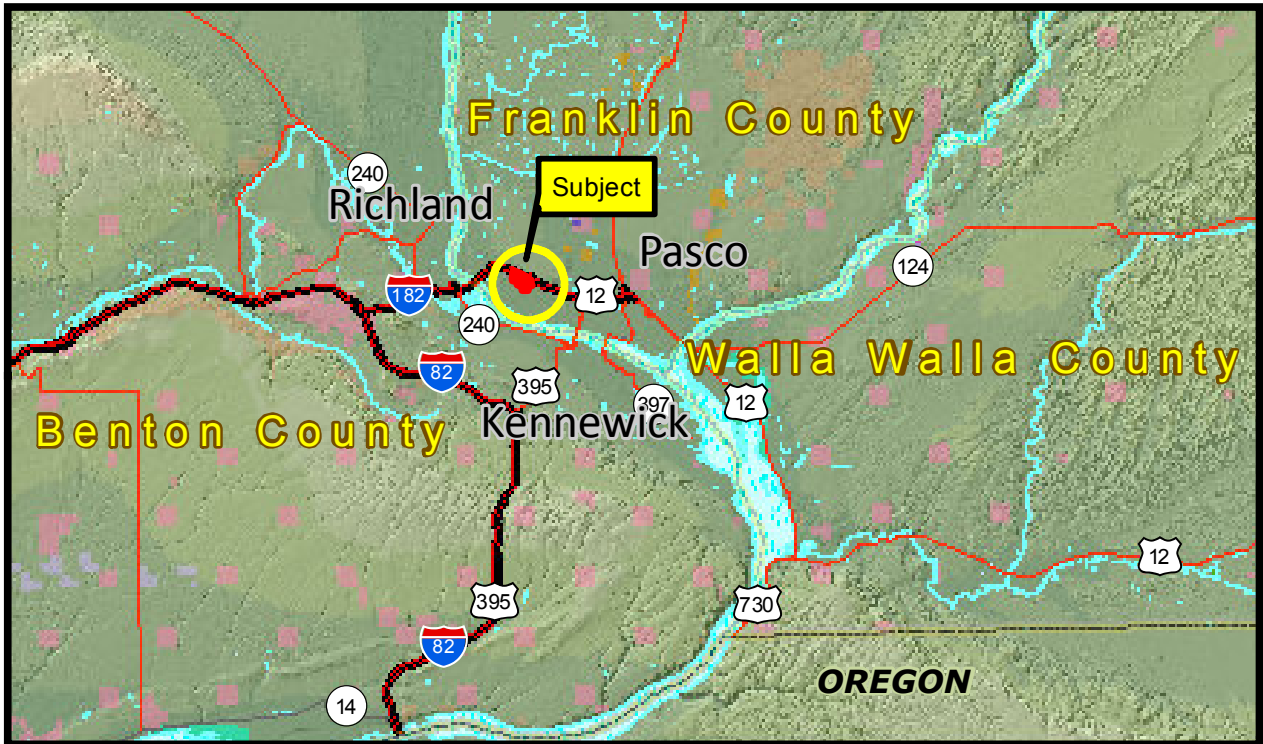 Franklin County
240
Subject
Richland
Pasco
124
182
12
240
Walla Walla County
82
395
397
12
Benton County
Kennewick
12
395
730
82
OREGON
14